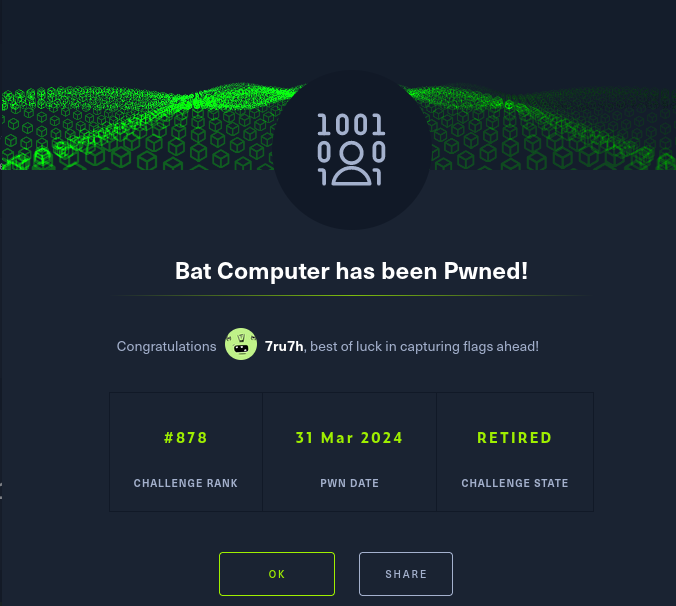 1001
0 0
1 1
Bat Computer has been Pwned!
Congratulations 7ru7h, best of luck in capturing flags ahead!
#878 31 Mar 2024 RETIRED
CHALLENGE RANK PWN DATE CHALLENGE STATE
OK SHARE